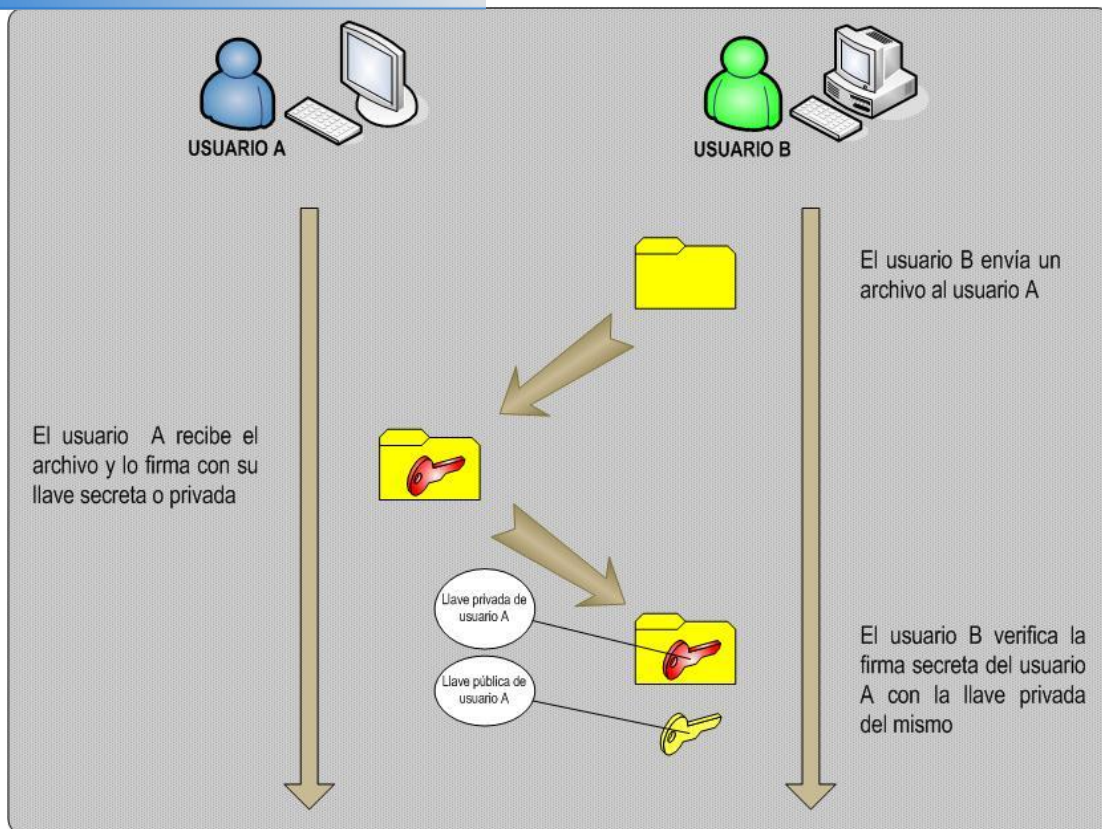 USUARIO A
USUARIO B
El usuario B envía un
archivo al usuario A
El usuario A recibe el
archivo y lo firma con su
llave secreta o privada
Llave privada de
usuario A
Llave pública de
usuario A
El usuario B verifica la
firma secreta del usuario
A con la llave privada
del mismo